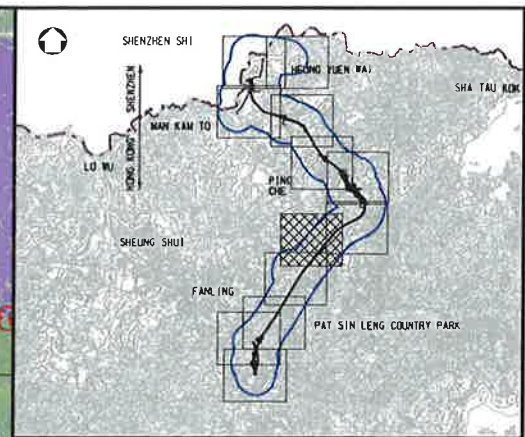 SHENZHEN SHI
HEONG YUEN WAI
SHA TAU KOK
SHENZHEN
HONG KONG
MAN KAM TO
LO WU
PING
CHE
SHEUNG SHUI
FANLING
PAT SIN LENG COUNTRY PARK